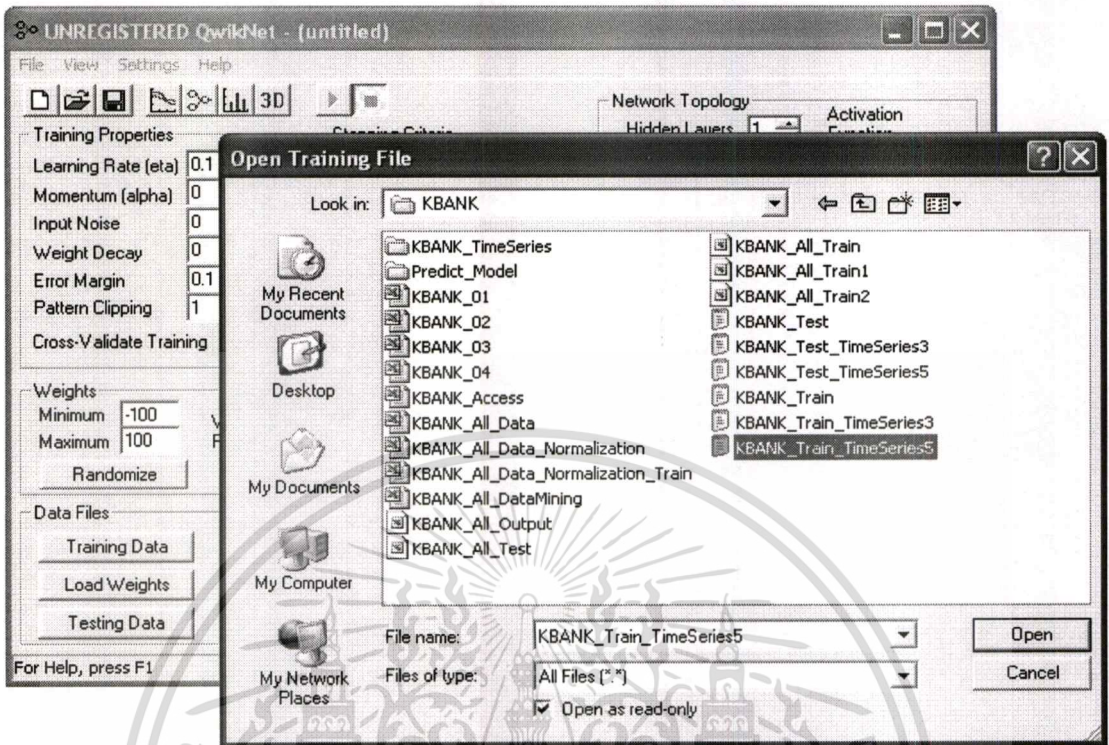 UNREGISTERED QwikNet - (untitled)
File View Settings Help
3D
Network Topology
Hidden Layers 1
Activation
Training Properties
Learning Rate (eta) 0.1
Momentum (alpha) 0
Input Noise 0
Weight Decay 0
Error Margin 0.1
Pattern Clipping 1
Cross-Validate Training
Weights
Minimum -100
Maximum 100
Randomize
Data Files
Training Data
Load Weights
Testing Data
For Help, press F1
Open Training File
Look in: KBANK
My Recent Documents
Desktop
My Documents
My Computer
My Network Places
KBANK_TimeSeries
Predict_Model
KBANK_01
KBANK_02
KBANK_03
KBANK_04
KBANK_Access
KBANK_All_Data
KBANK_All_Data_Normalization
KBANK_All_Data_Normalization_Train
KBANK_All_DataMining
KBANK_All_Output
KBANK_All_Test
KBANK_All_Train
KBANK_All_Train1
KBANK_All_Train2
KBANK_Test
KBANK_Test_TimeSeries3
KBANK_Test_TimeSeries5
KBANK_Train
KBANK_Train_TimeSeries3
KBANK_Train_TimeSeries5
File name: KBANK_Train_TimeSeries5
Open
Files of type: All Files (*.*)
Cancel
Open as read-only